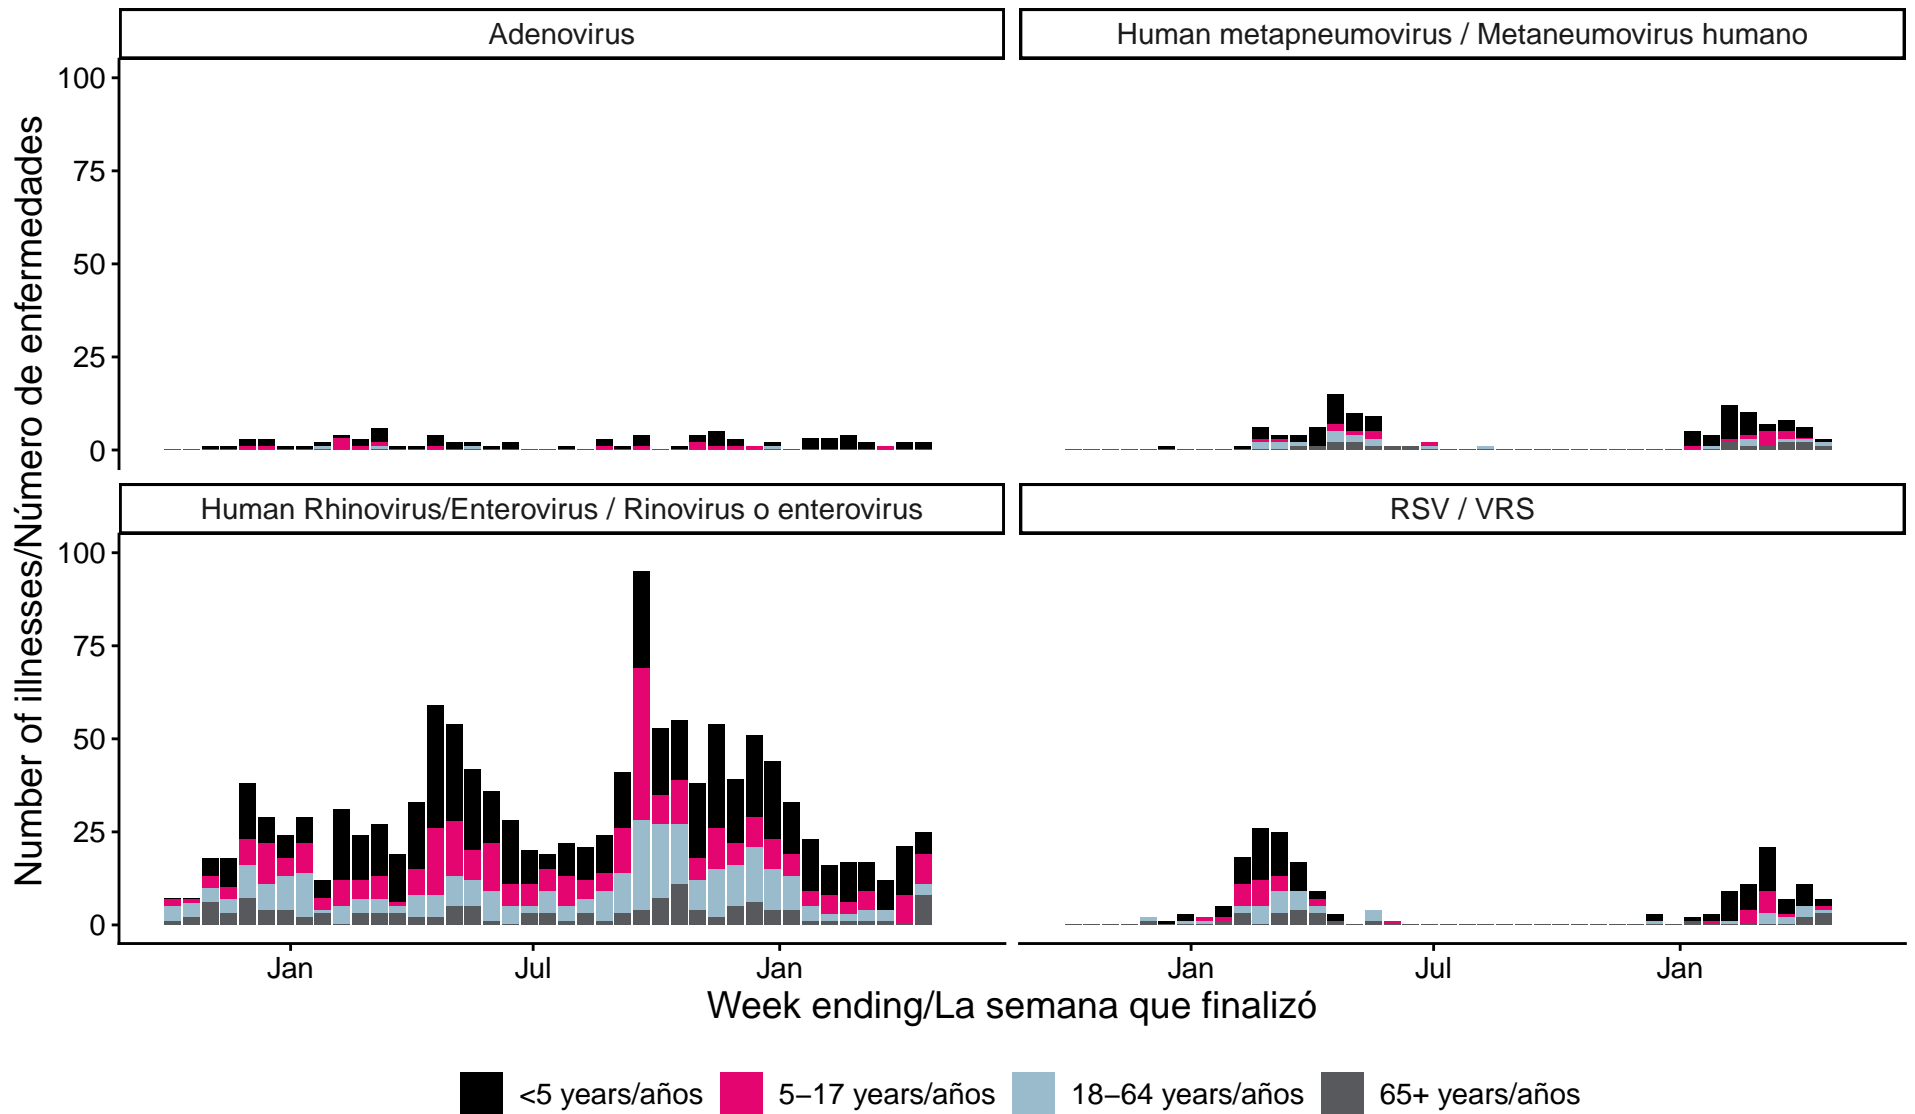 Adenovirus
Human metapneumovirus / Metaneumovirus humano
100
75
50
25
0
Human Rhinovirus/Enterovirus / Rinovirus o enterovirus
RSV / VRS
100
75
50
25
0
Number of illnesses/Número de enfermedades
Jan
Jul
Jan
Jan
Jul
Jan
Week ending/La semana que finalizó
<5 years/años
5−17 years/años
18−64 years/años
65+ years/años